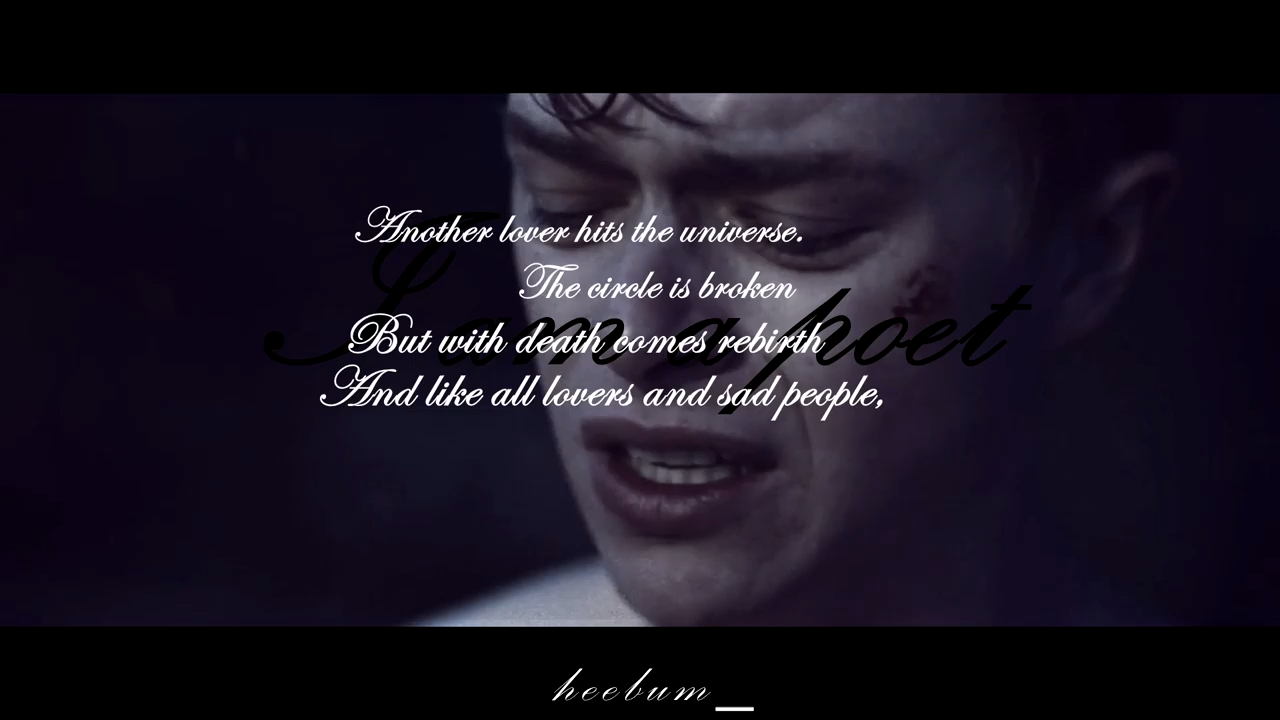 Another lover hits the universe.
The circle is broken
But with death comes rebirth
And like all lovers and sad people,
I am a poet
heebum_